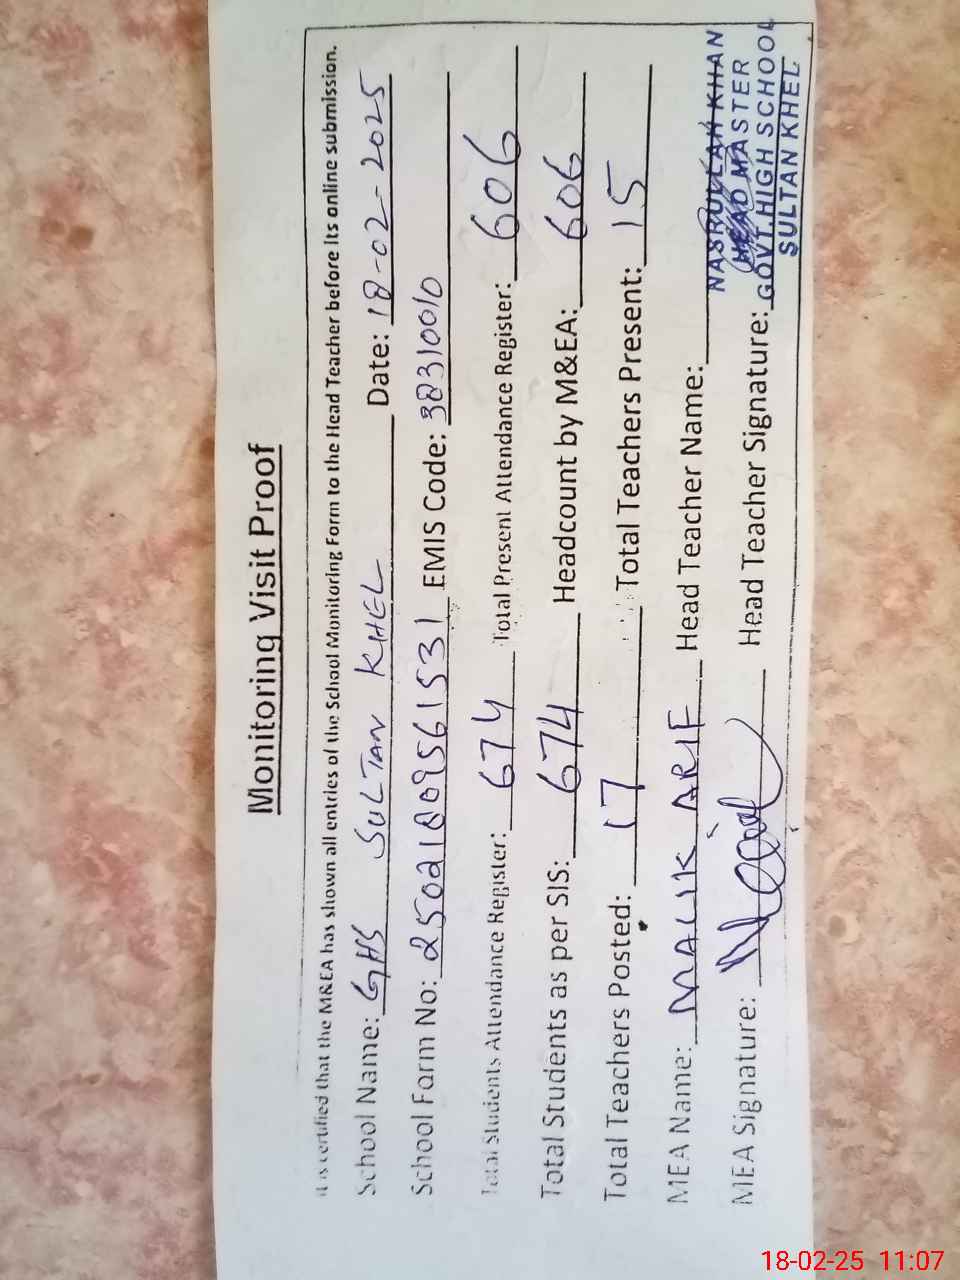 Monitoring Visit Proof
It is certified that the M&EA has shown all entries of the School Monitoring Form to the Head Teacher before its online submission.
School Name: GHS SULTAN KHEL Date: 18-02-2025
School Form No: 250218095615531 EMIS Code: 38310010
Total Students Attendance Register: 674 Total Present Attendance Register: 606
Total Students as per SIS: 674 Headcount by M&EA: 606
Total Teachers Posted: 17 Total Teachers Present: 15
MEA Name: MALIK ARIF Head Teacher Name:
MEA Signature: Head Teacher Signature:
NASRULLAH KHAN
HEAD MASTER
GOVT.HIGH SCHOOL
SULTAN KHEL
18-02-25 11:07